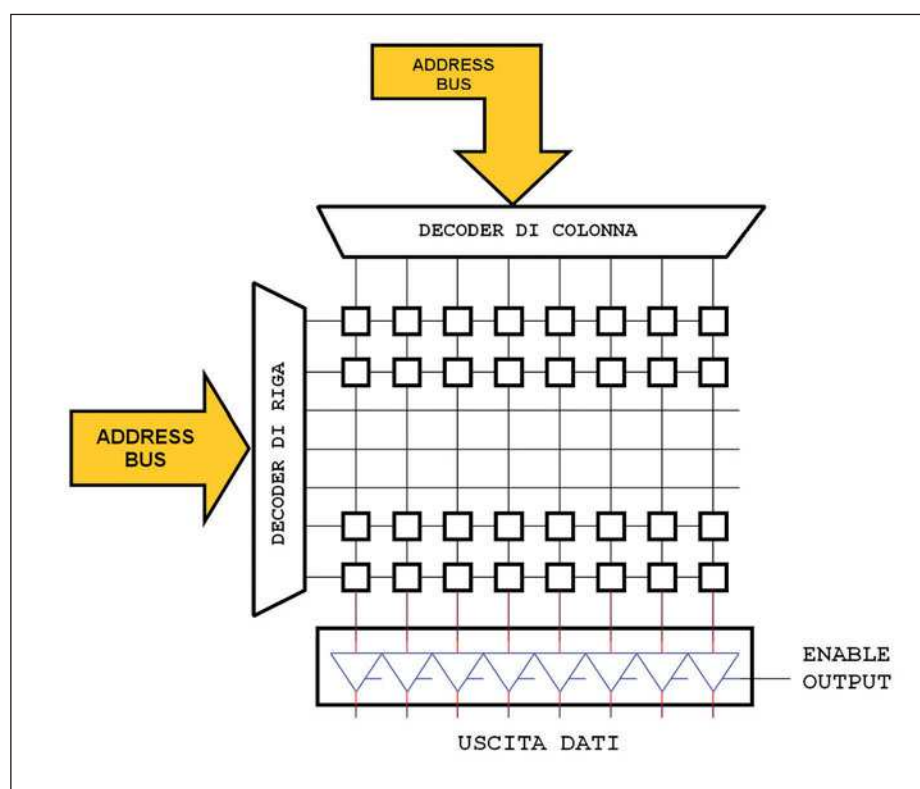 ADDRESS
BUS
DECODER DI COLONNA
DECODER DI RIGA
ADDRESS
BUS
ENABLE
OUTPUT
USCITA DATI